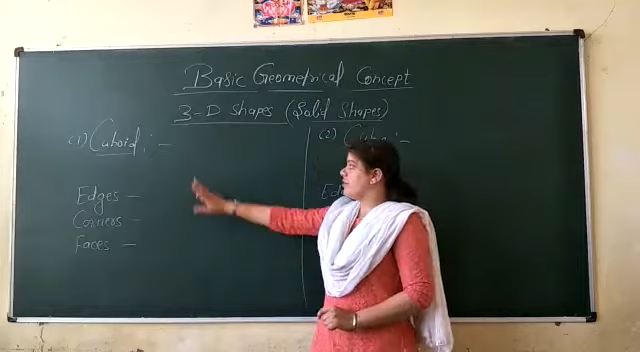 Basic Geometrical Concept
3-D Shapes (Solid Shapes)
(1) Cuboid :-
Edges -
Corners -
Faces -
(2) Cube :-